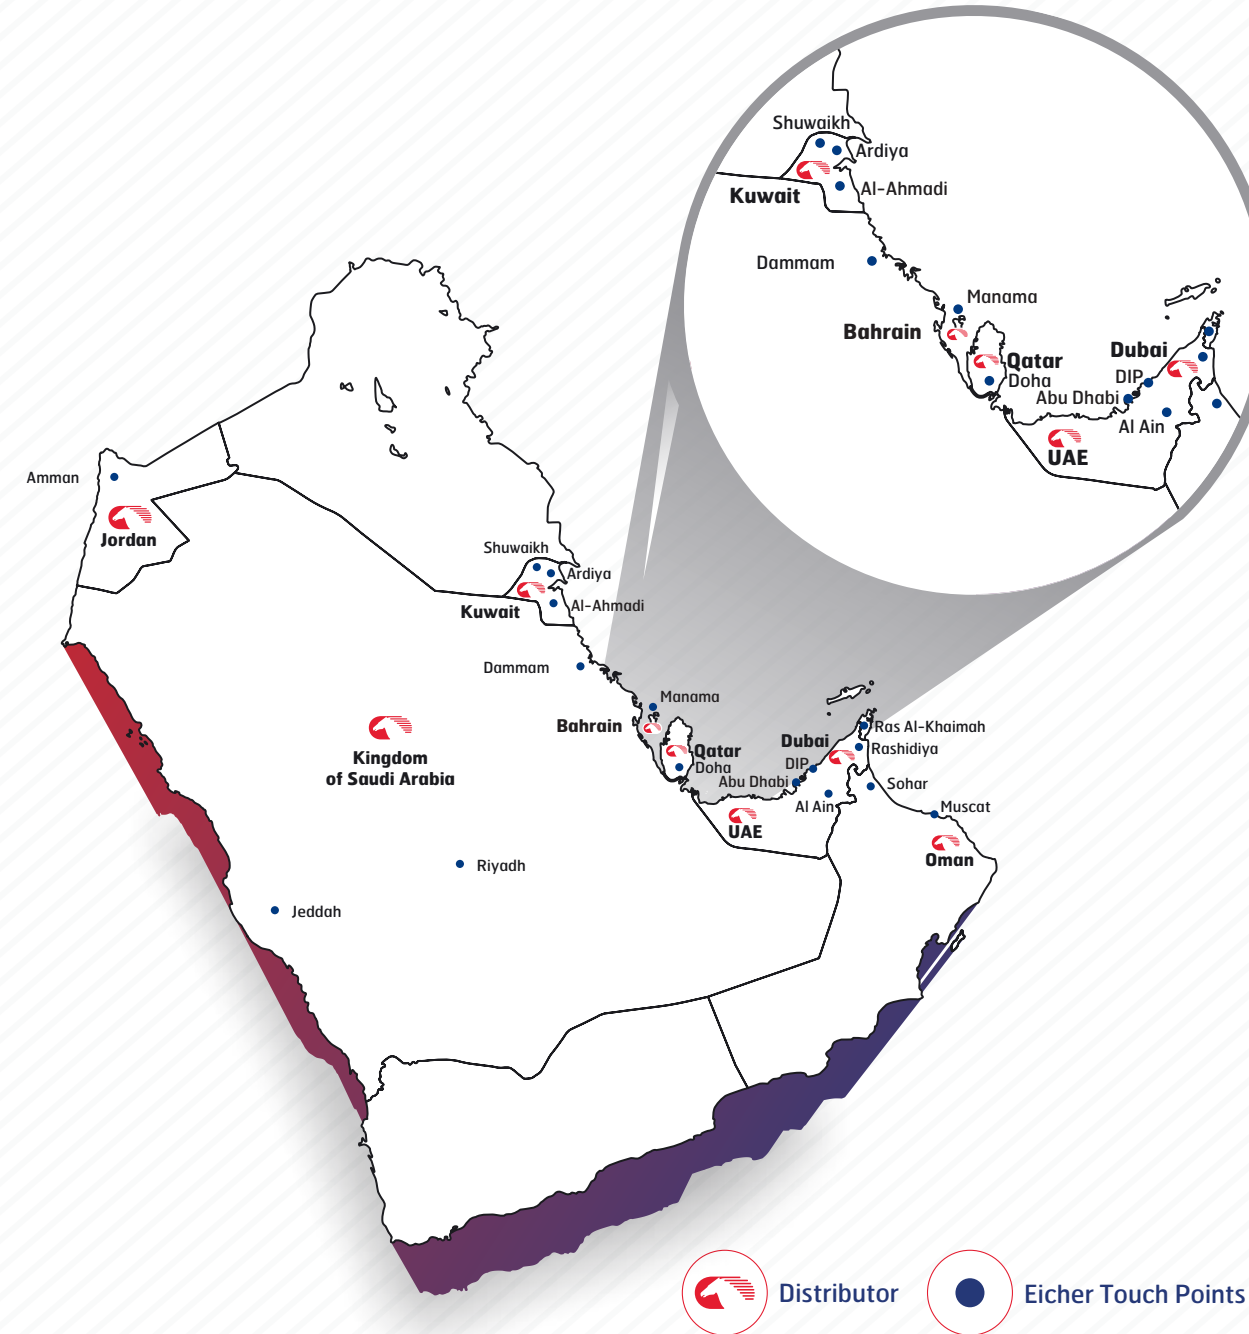 Shuwaikh
Ardiya
Kuwait
Al-Ahmadi
Dammam
Manama
Bahrain
Qatar
Doha
Dubai
DIP
Abu Dhabi
Al Ain
UAE
Amman
Jordan
Shuwaikh
Ardiya
Kuwait
Al-Ahmadi
Dammam
Manama
Bahrain
Qatar
Doha
Dubai
DIP
Abu Dhabi
Al Ain
UAE
Ras Al-Khaimah
Rashidiya
Sohar
Muscat
Oman
Kingdom
of Saudi Arabia
Riyadh
Jeddah
Distributor
Eicher Touch Points